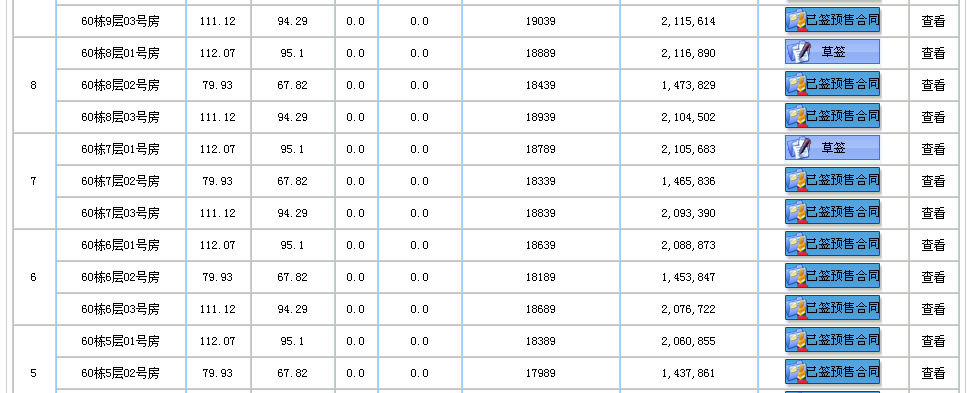 60栋9层03号房 111.12 94.29 0.0 0.0 19039 2,115,614 已签预售合同 查看
60栋8层01号房 112.07 95.1 0.0 0.0 18889 2,116,890 草签 查看
8 60栋8层02号房 79.93 67.82 0.0 0.0 18439 1,473,829 已签预售合同 查看
60栋8层03号房 111.12 94.29 0.0 0.0 18939 2,104,502 已签预售合同 查看
60栋7层01号房 112.07 95.1 0.0 0.0 18789 2,105,683 草签 查看
7 60栋7层02号房 79.93 67.82 0.0 0.0 18339 1,465,836 已签预售合同 查看
60栋7层03号房 111.12 94.29 0.0 0.0 18839 2,093,390 已签预售合同 查看
60栋6层01号房 112.07 95.1 0.0 0.0 18639 2,088,873 已签预售合同 查看
6 60栋6层02号房 79.93 67.82 0.0 0.0 18189 1,453,847 已签预售合同 查看
60栋6层03号房 111.12 94.29 0.0 0.0 18689 2,076,722 已签预售合同 查看
60栋5层01号房 112.07 95.1 0.0 0.0 18389 2,060,855 已签预售合同 查看
5 60栋5层02号房 79.93 67.82 0.0 0.0 17989 1,437,861 已签预售合同 查看